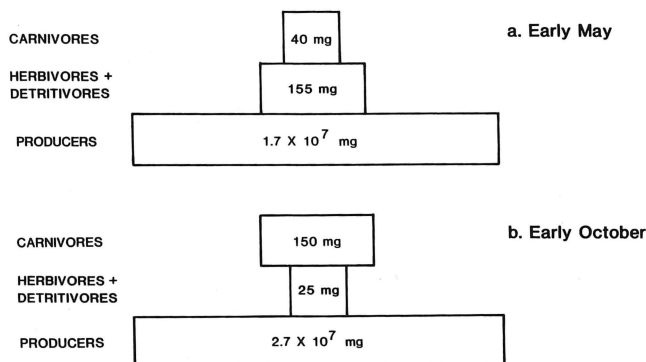 a. Early May
CARNIVORES
40 mg
HERBIVORES +
DETRITIVORES
155 mg
PRODUCERS
1.7 X 10⁷ mg
b. Early October
CARNIVORES
150 mg
HERBIVORES +
DETRITIVORES
25 mg
PRODUCERS
2.7 X 10⁷ mg